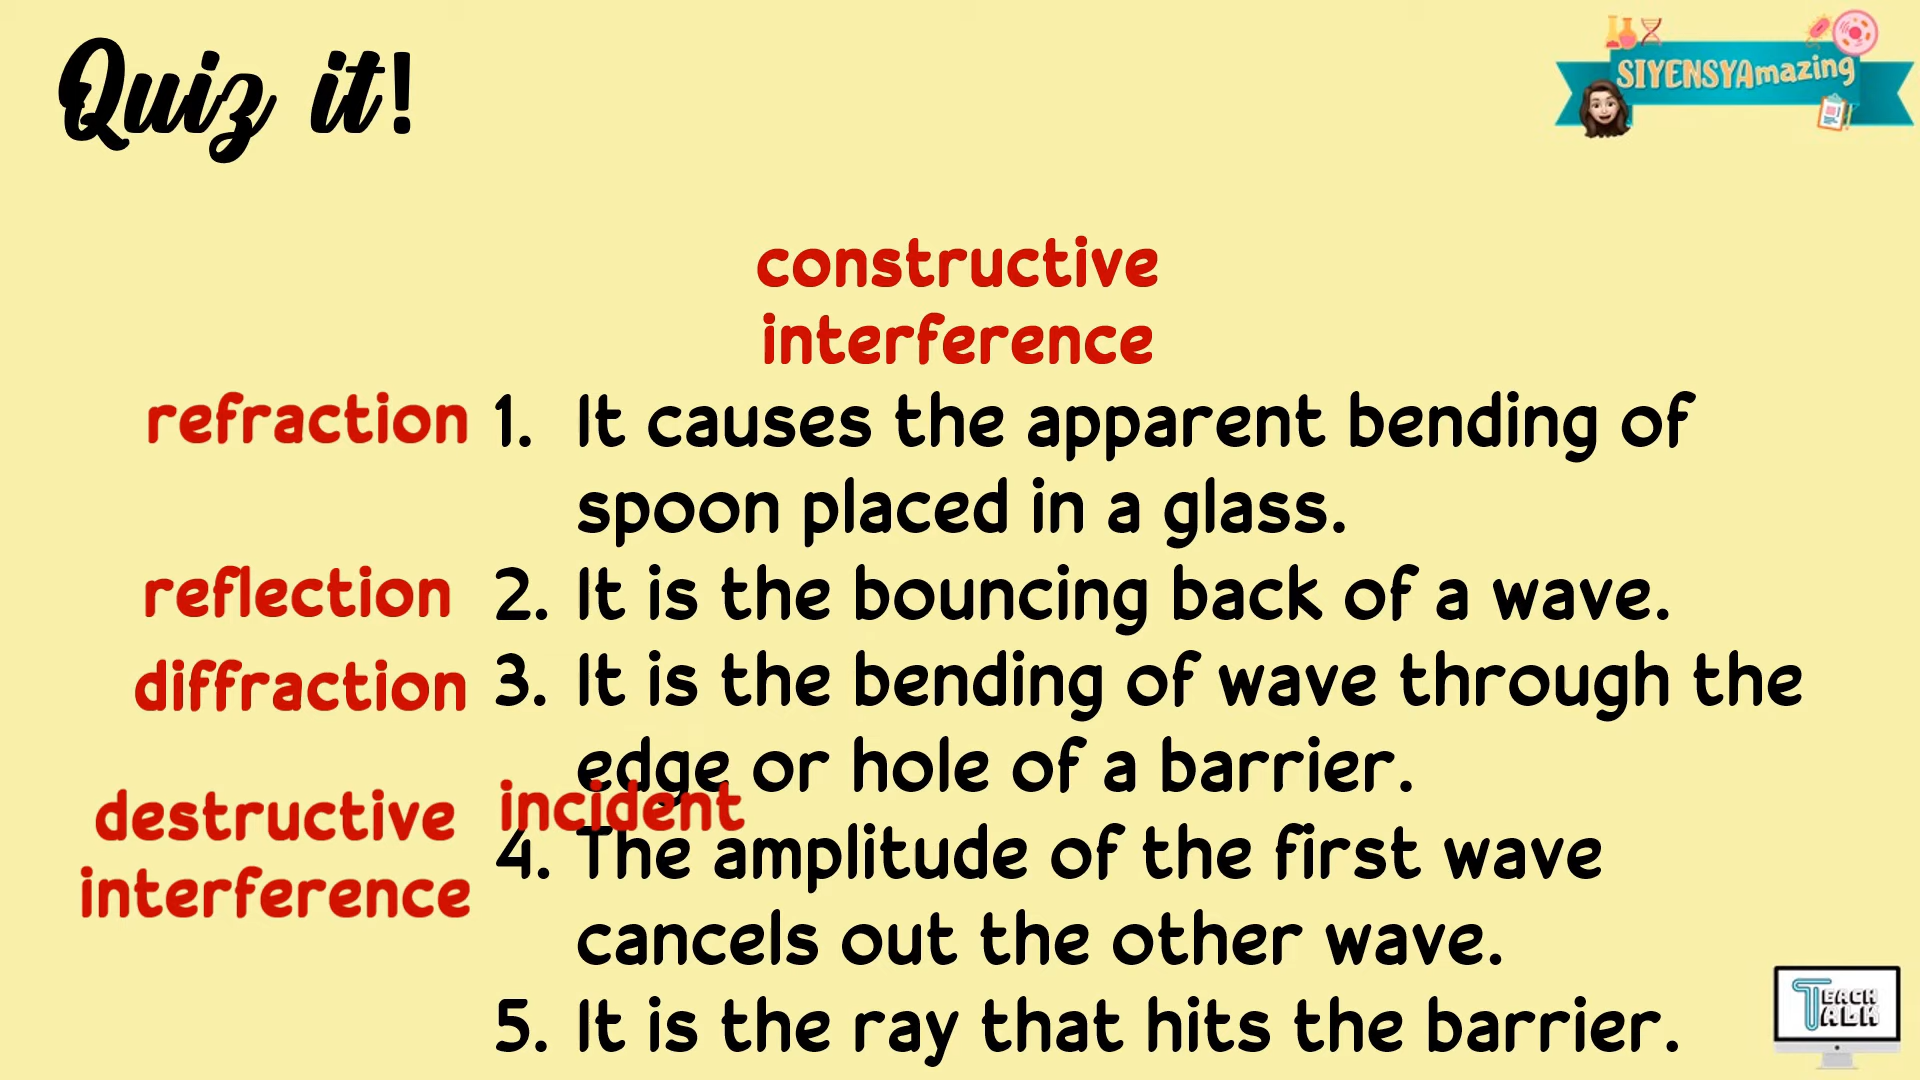 Quiz it!
SIYENSYAmazing
constructive
interference
refraction 1. It causes the apparent bending of
spoon placed in a glass.
reflection 2. It is the bouncing back of a wave.
diffraction 3. It is the bending of wave through the
edge or hole of a barrier.
incident
destructive
interference
4. The amplitude of the first wave
cancels out the other wave.
5. It is the ray that hits the barrier.
TEACH
TALK